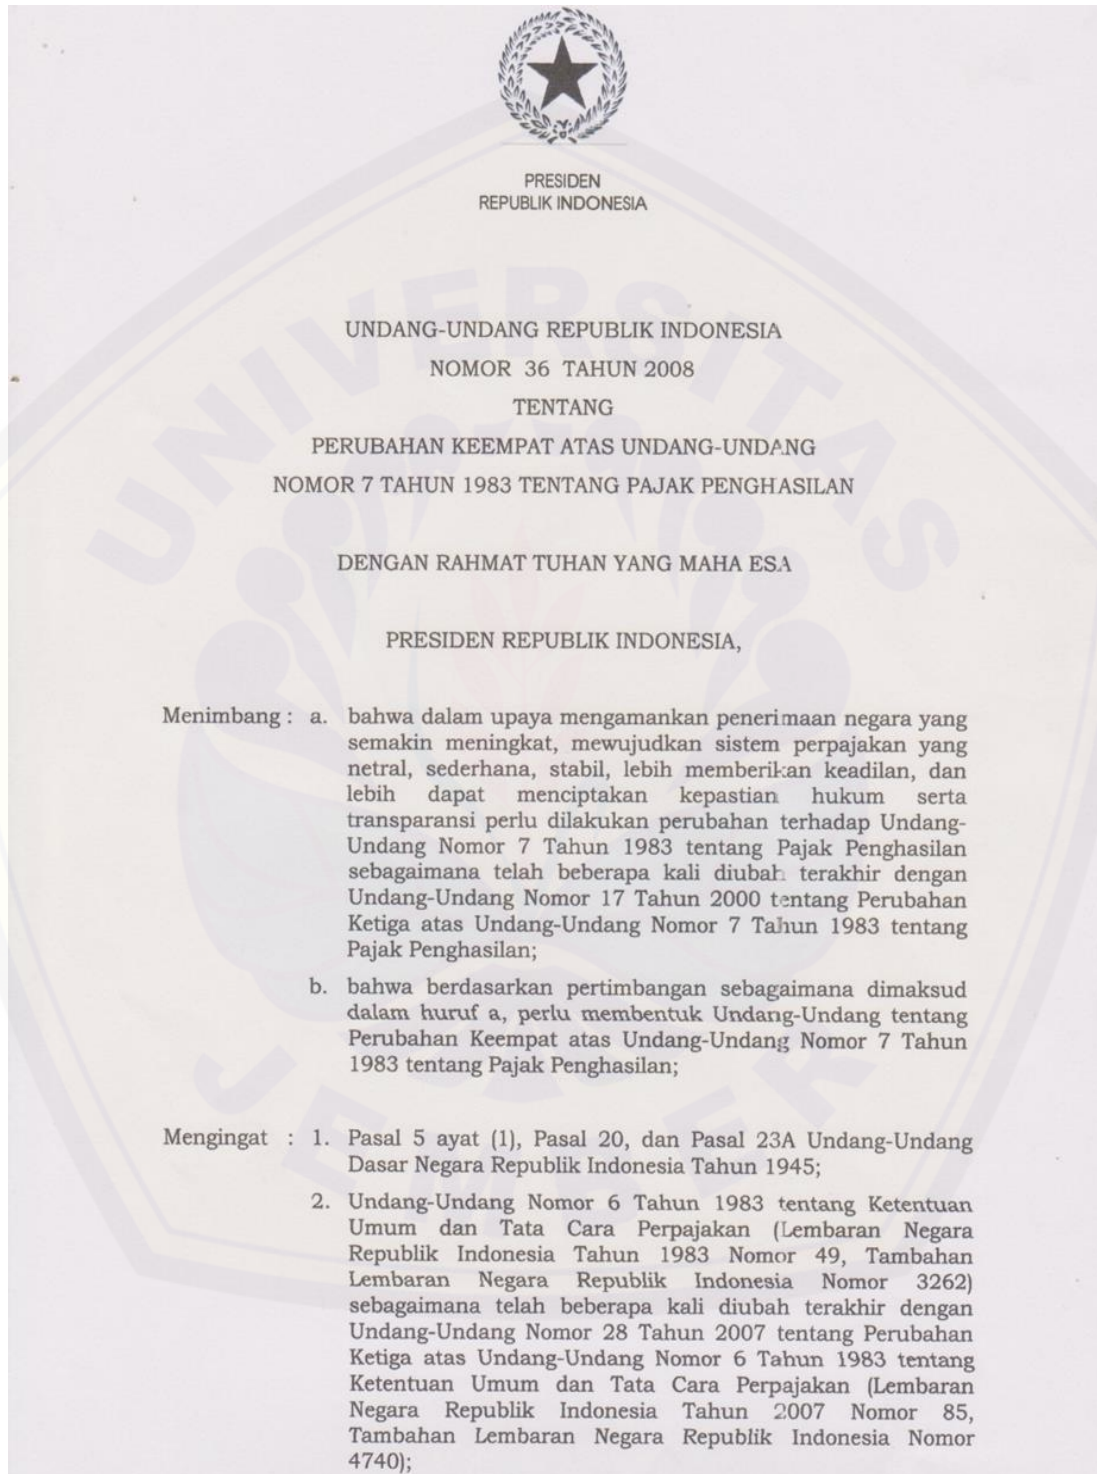 PRESIDEN
REPUBLIK INDONESIA
UNDANG-UNDANG REPUBLIK INDONESIA
NOMOR 36 TAHUN 2008
TENTANG
PERUBAHAN KEEMPAT ATAS UNDANG-UNDANG
NOMOR 7 TAHUN 1983 TENTANG PAJAK PENGHASILAN
DENGAN RAHMAT TUHAN YANG MAHA ESA
PRESIDEN REPUBLIK INDONESIA,
Menimbang : a. bahwa dalam upaya mengamankan penerimaan negara yang
semakin meningkat, mewujudkan sistem perpajakan yang
netral, sederhana, stabil, lebih memberikan keadilan, dan
lebih dapat menciptakan kepastian hukum serta
transparansi perlu dilakukan perubahan terhadap Undang-
Undang Nomor 7 Tahun 1983 tentang Pajak Penghasilan
sebagaimana telah beberapa kali diubah terakhir dengan
Undang-Undang Nomor 17 Tahun 2000 tentang Perubahan
Ketiga atas Undang-Undang Nomor 7 Tahun 1983 tentang
Pajak Penghasilan;
b. bahwa berdasarkan pertimbangan sebagaimana dimaksud
dalam huruf a, perlu membentuk Undang-Undang tentang
Perubahan Keempat atas Undang-Undang Nomor 7 Tahun
1983 tentang Pajak Penghasilan;
Mengingat : 1. Pasal 5 ayat (1), Pasal 20, dan Pasal 23A Undang-Undang
Dasar Negara Republik Indonesia Tahun 1945;
2. Undang-Undang Nomor 6 Tahun 1983 tentang Ketentuan
Umum dan Tata Cara Perpajakan (Lembaran Negara
Republik Indonesia Tahun 1983 Nomor 49, Tambahan
Lembaran Negara Republik Indonesia Nomor 3262)
sebagaimana telah beberapa kali diubah terakhir dengan
Undang-Undang Nomor 28 Tahun 2007 tentang Perubahan
Ketiga atas Undang-Undang Nomor 6 Tahun 1983 tentang
Ketentuan Umum dan Tata Cara Perpajakan (Lembaran
Negara Republik Indonesia Tahun 2007 Nomor 85,
Tambahan Lembaran Negara Republik Indonesia Nomor
4740);
UNIVERSITAS
JEMBER